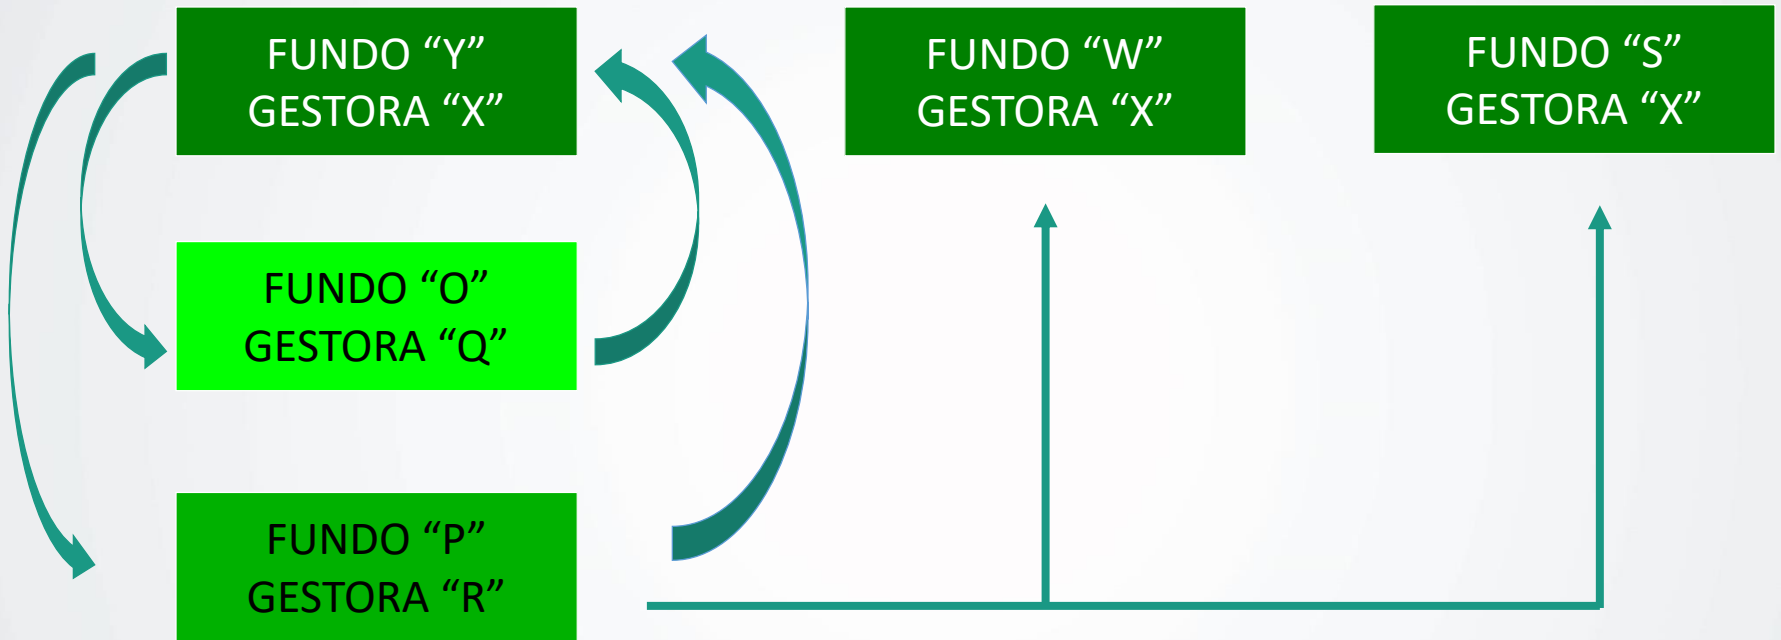 FUNDO “Y”
GESTORA “X”
FUNDO “W”
GESTORA “X”
FUNDO “S”
GESTORA “X”
FUNDO “O”
GESTORA “Q”
FUNDO “P”
GESTORA “R”